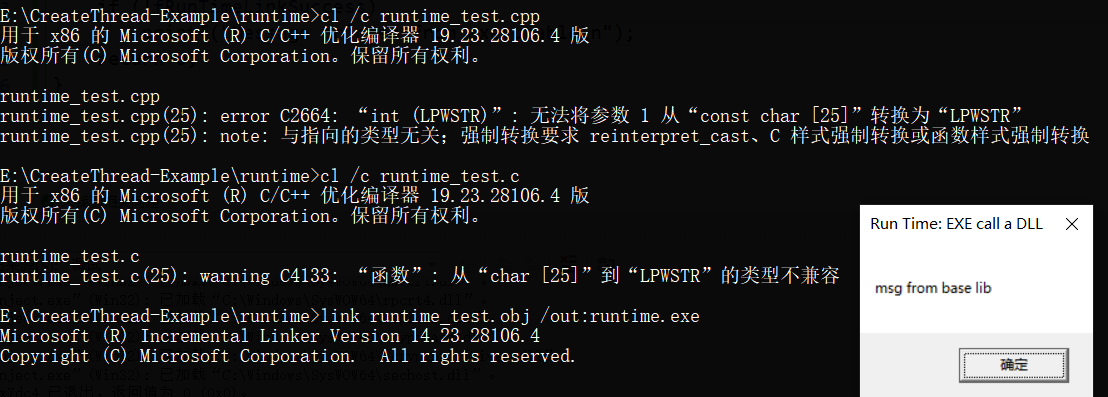 E:\CreateThread-Example\runtime>cl /c runtime_test.cpp
用于 x86 的 Microsoft (R) C/C++ 优化编译器 19.23.28106.4 版
版权所有(C) Microsoft Corporation。保留所有权利。
runtime_test.cpp
runtime_test.cpp(25): error C2664: “int (LPWSTR)”: 无法将参数 1 从“const char [25]”转换为“LPWSTR”
runtime_test.cpp(25): note: 与指向的类型无关；强制转换要求 reinterpret_cast、C 样式强制转换或函数样式强制转换
E:\CreateThread-Example\runtime>cl /c runtime_test.c
用于 x86 的 Microsoft (R) C/C++ 优化编译器 19.23.28106.4 版
版权所有(C) Microsoft Corporation。保留所有权利。
runtime_test.c
runtime_test.c(25): warning C4133: “函数”: 从“char [25]”到“LPWSTR”的类型不兼容
E:\CreateThread-Example\runtime>link runtime_test.obj /out:runtime.exe
Microsoft (R) Incremental Linker Version 14.23.28106.4
Copyright (C) Microsoft Corporation.  All rights reserved.
Run Time: EXE call a DLL
msg from base lib
确定